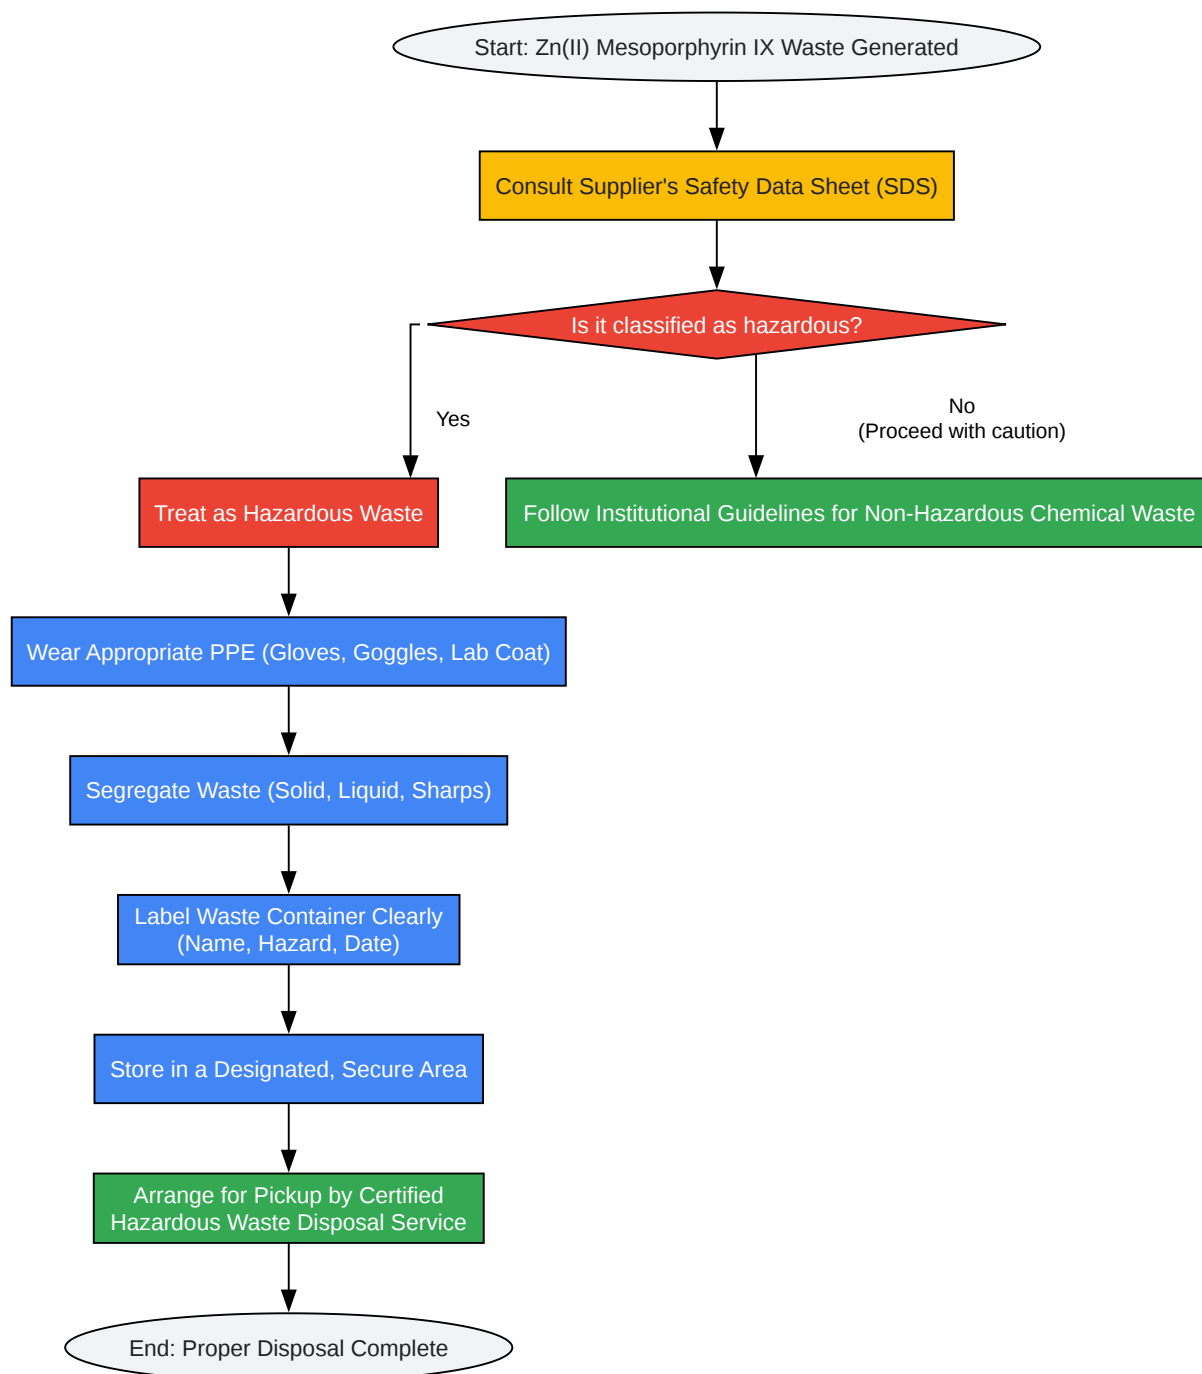 Start: Zn(II) Mesoporphyrin IX Waste Generated
Consult Supplier's Safety Data Sheet (SDS)
Is it classified as hazardous?
Yes
No
(Proceed with caution)
Treat as Hazardous Waste
Follow Institutional Guidelines for Non-Hazardous Chemical Waste
Wear Appropriate PPE (Gloves, Goggles, Lab Coat)
Segregate Waste (Solid, Liquid, Sharps)
Label Waste Container Clearly
(Name, Hazard, Date)
Store in a Designated, Secure Area
Arrange for Pickup by Certified
Hazardous Waste Disposal Service
End: Proper Disposal Complete